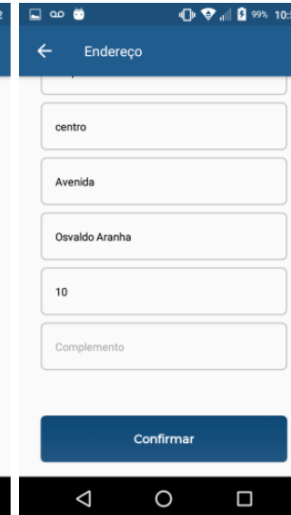 99% 10:
Endereço
centro
Avenida
Osvaldo Aranha
10
Complemento
Confirmar